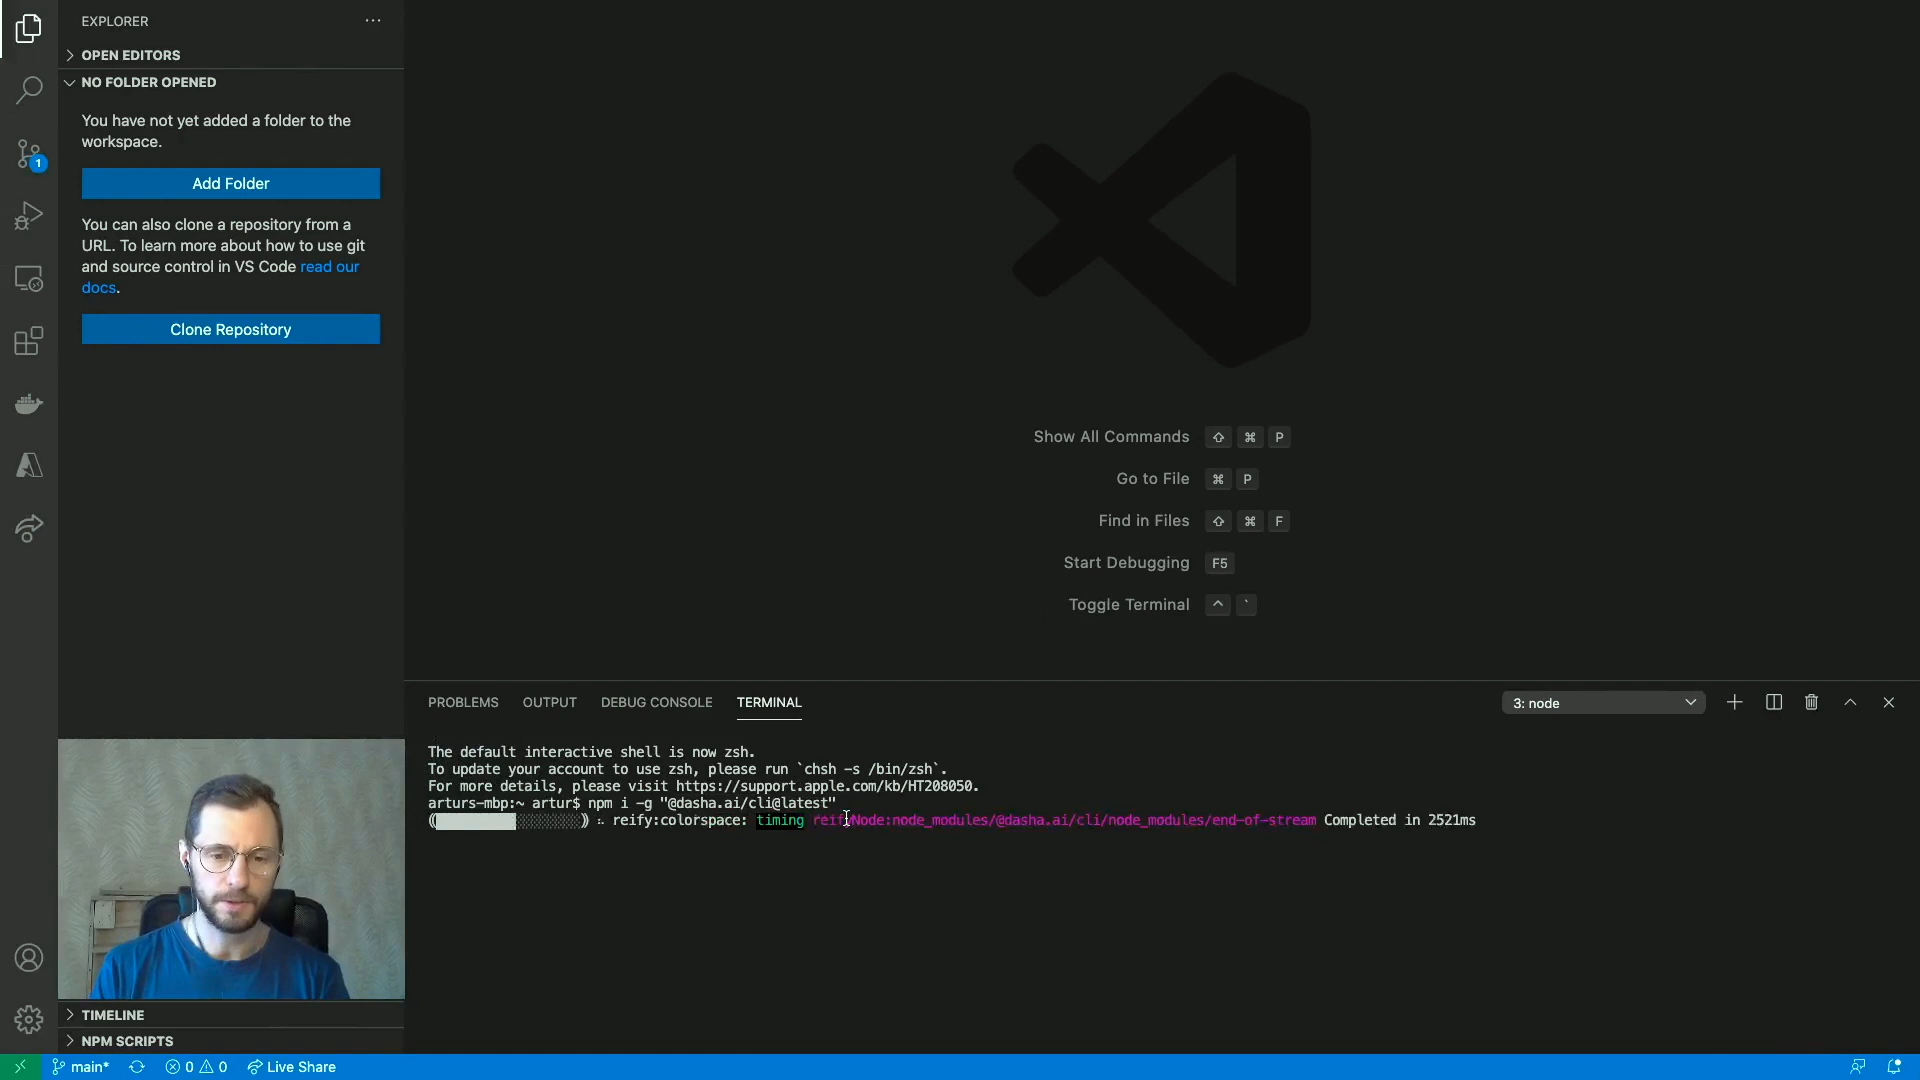 EXPLORER
OPEN EDITORS
NO FOLDER OPENED
You have not yet added a folder to the
workspace.
Add Folder
You can also clone a repository from a
URL. To learn more about how to use git
and source control in VS Code read our
docs.
Clone Repository
1
Show All Commands ⇧ ⌘ P
Go to File ⌘ P
Find in Files ⇧ ⌘ F
Start Debugging F5
Toggle Terminal ^ `
PROBLEMS OUTPUT DEBUG CONSOLE TERMINAL
3: node
The default interactive shell is now zsh.
To update your account to use zsh, please run `chsh -s /bin/zsh`.
For more details, please visit https://support.apple.com/kb/HT208050.
arturs-mbp:~ artur$ npm i -g "@dasha.ai/cli@latest"
reify:colorspace: timing reifyNode:node_modules/@dasha.ai/cli/node_modules/end-of-stream Completed in 2521ms
TIMELINE
NPM SCRIPTS
main* 0 0 Live Share